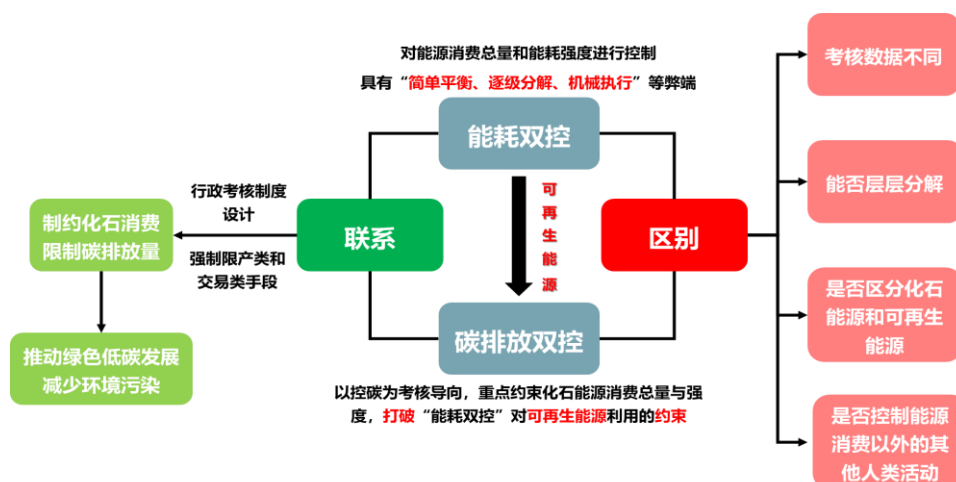 对能源消费总量和能耗强度进行控制
具有“简单平衡、逐级分解、机械执行”等弊端
能耗双控
可再生能源
碳排放双控
以控碳为考核导向，重点约束化石能源消费总量与强
度，打破“能耗双控”对可再生能源利用的约束
联系
行政考核制度
设计
强制限产类和
交易类手段
制约化石消费
限制碳排放量
推动绿色低碳发展
减少环境污染
区别
考核数据不同
能否层层分解
是否区分化石
能源和可再生
能源
是否控制能源
消费以外的其
他人类活动